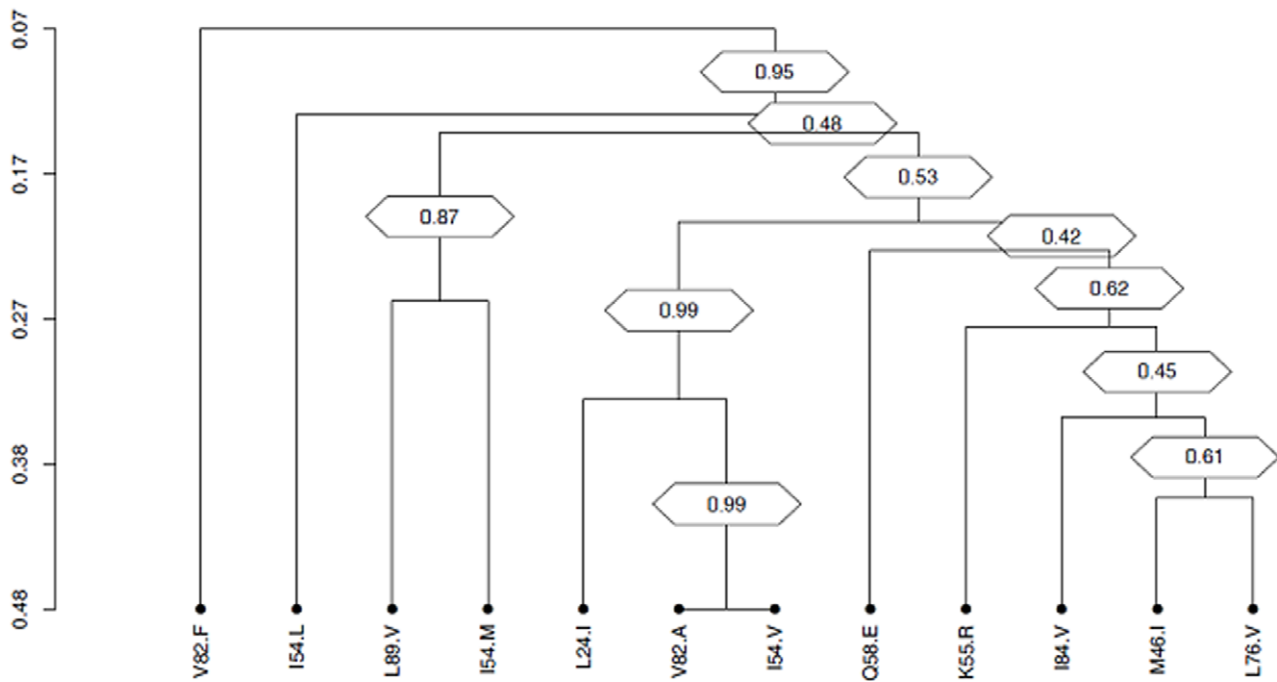 0.07
0.95
0.48
0.17
0.53
0.87
0.42
0.62
0.99
0.27
0.45
0.61
0.38
0.99
0.48
V82.F
I54.L
L89.V
I54.M
L24.I
V82.A
I54.V
Q58.E
K55.R
I84.V
M46.I
L76.V